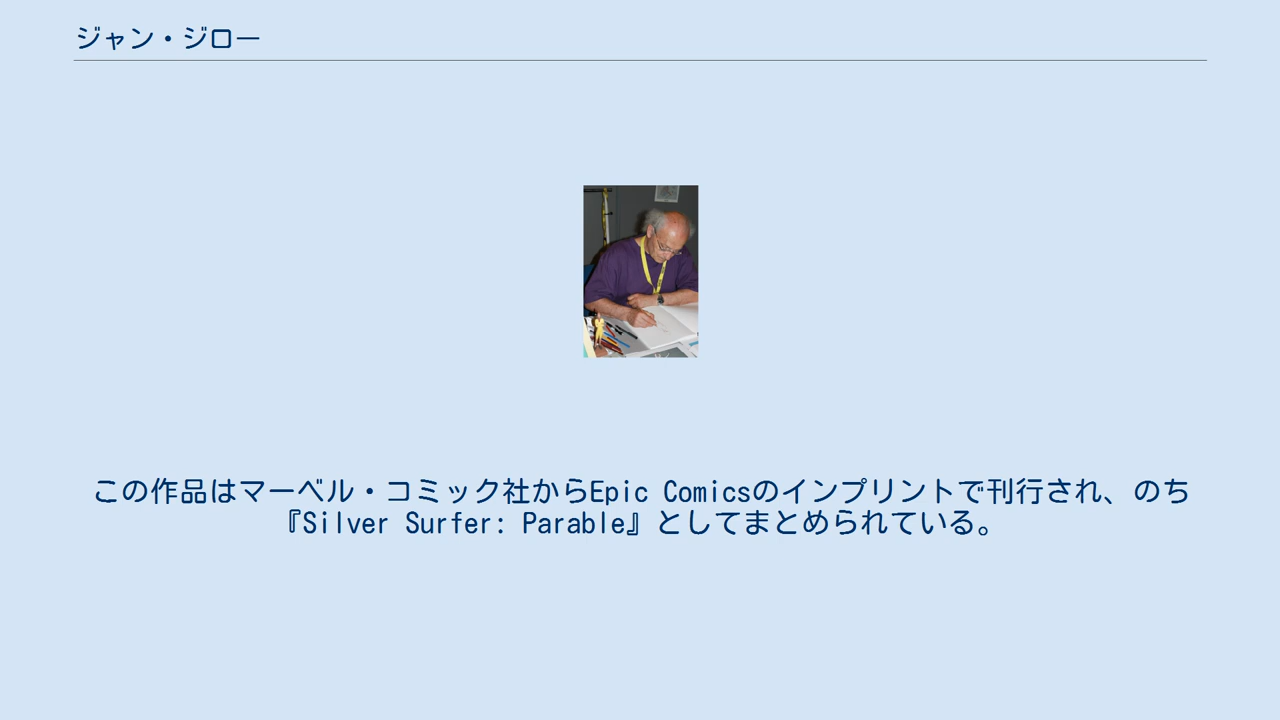 ジャン・ジロー
この作品はマーベル・コミック社からEpic Comicsのインプリントで刊行され、のち
『Silver Surfer: Parable』としてまとめられている。